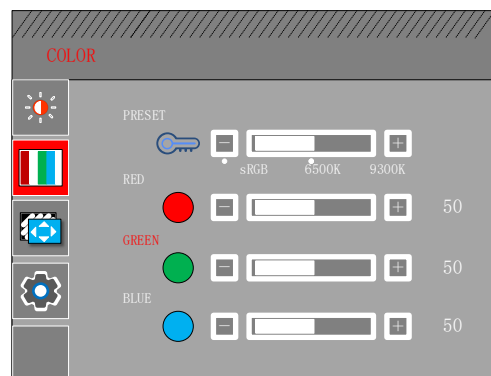 COLOR
PRESET
sRGB 6500K 9300K
RED
50
GREEN
50
BLUE
50